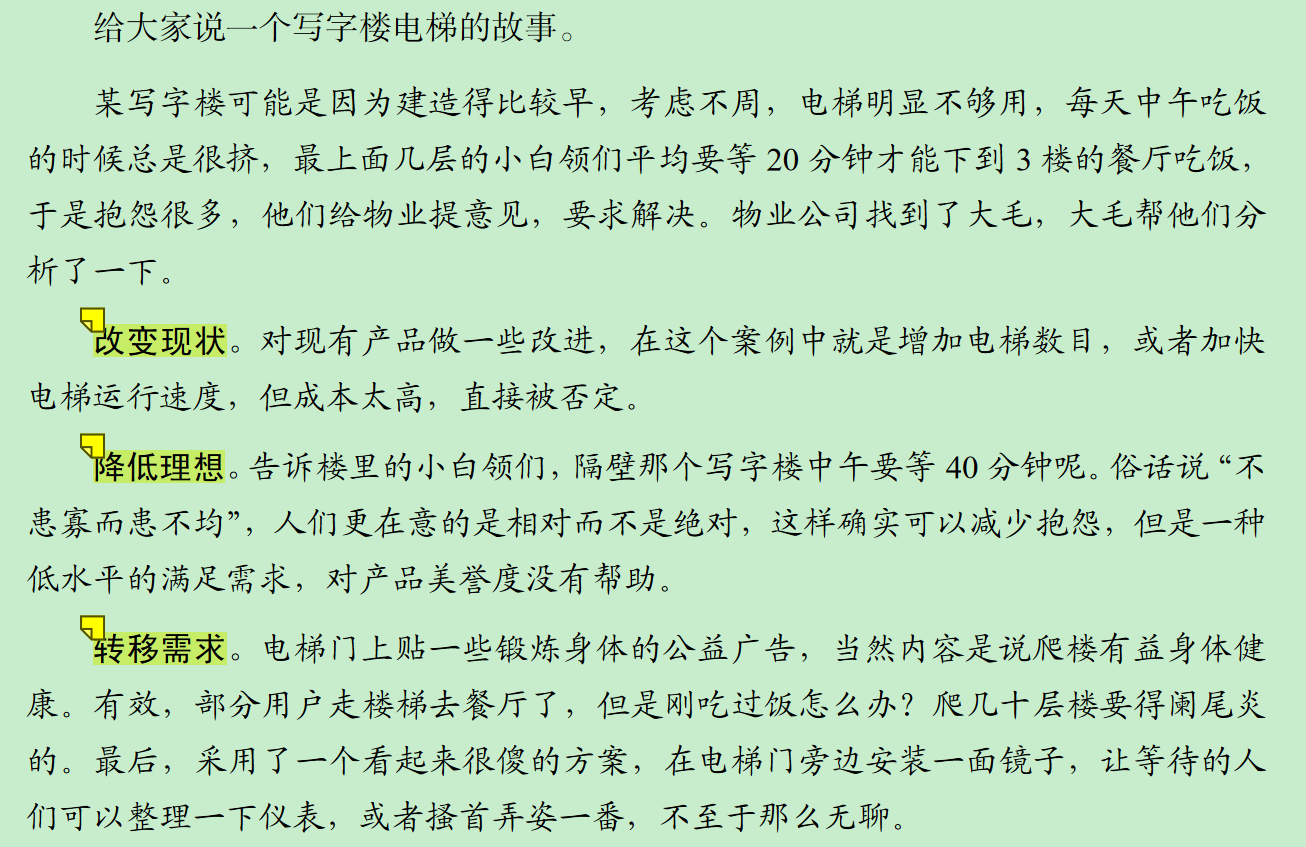 给大家说一个写字楼电梯的故事。
某写字楼可能是因为建造得比较早，考虑不周，电梯明显不够用，每天中午吃饭
的时候总是很挤，最上面几层的小白领们平均要等 20 分钟才能下到 3 楼的餐厅吃饭，
于是抱怨很多，他们给物业提意见，要求解决。物业公司找到了大毛，大毛帮他们分
析了一下。
改变现状。对现有产品做一些改进，在这个案例中就是增加电梯数目，或者加快
电梯运行速度，但成本太高，直接被否定。
降低理想。告诉楼里的小白领们，隔壁那个写字楼中午要等 40 分钟呢。俗话说“不
患寡而患不均”，人们更在意的是相对而不是绝对，这样确实可以减少抱怨，但是一种
低水平的满足需求，对产品美誉度没有帮助。
转移需求。电梯门上贴一些锻炼身体的公益广告，当然内容是说爬楼有益身体健
康。有效，部分用户走楼梯去餐厅了，但是刚吃过饭怎么办？爬几十层楼要得阑尾炎
的。最后，采用了一个看起来很傻的方案，在电梯门旁边安装一面镜子，让等待的人
们可以整理一下仪表，或者搔首弄姿一番，不至于那么无聊。